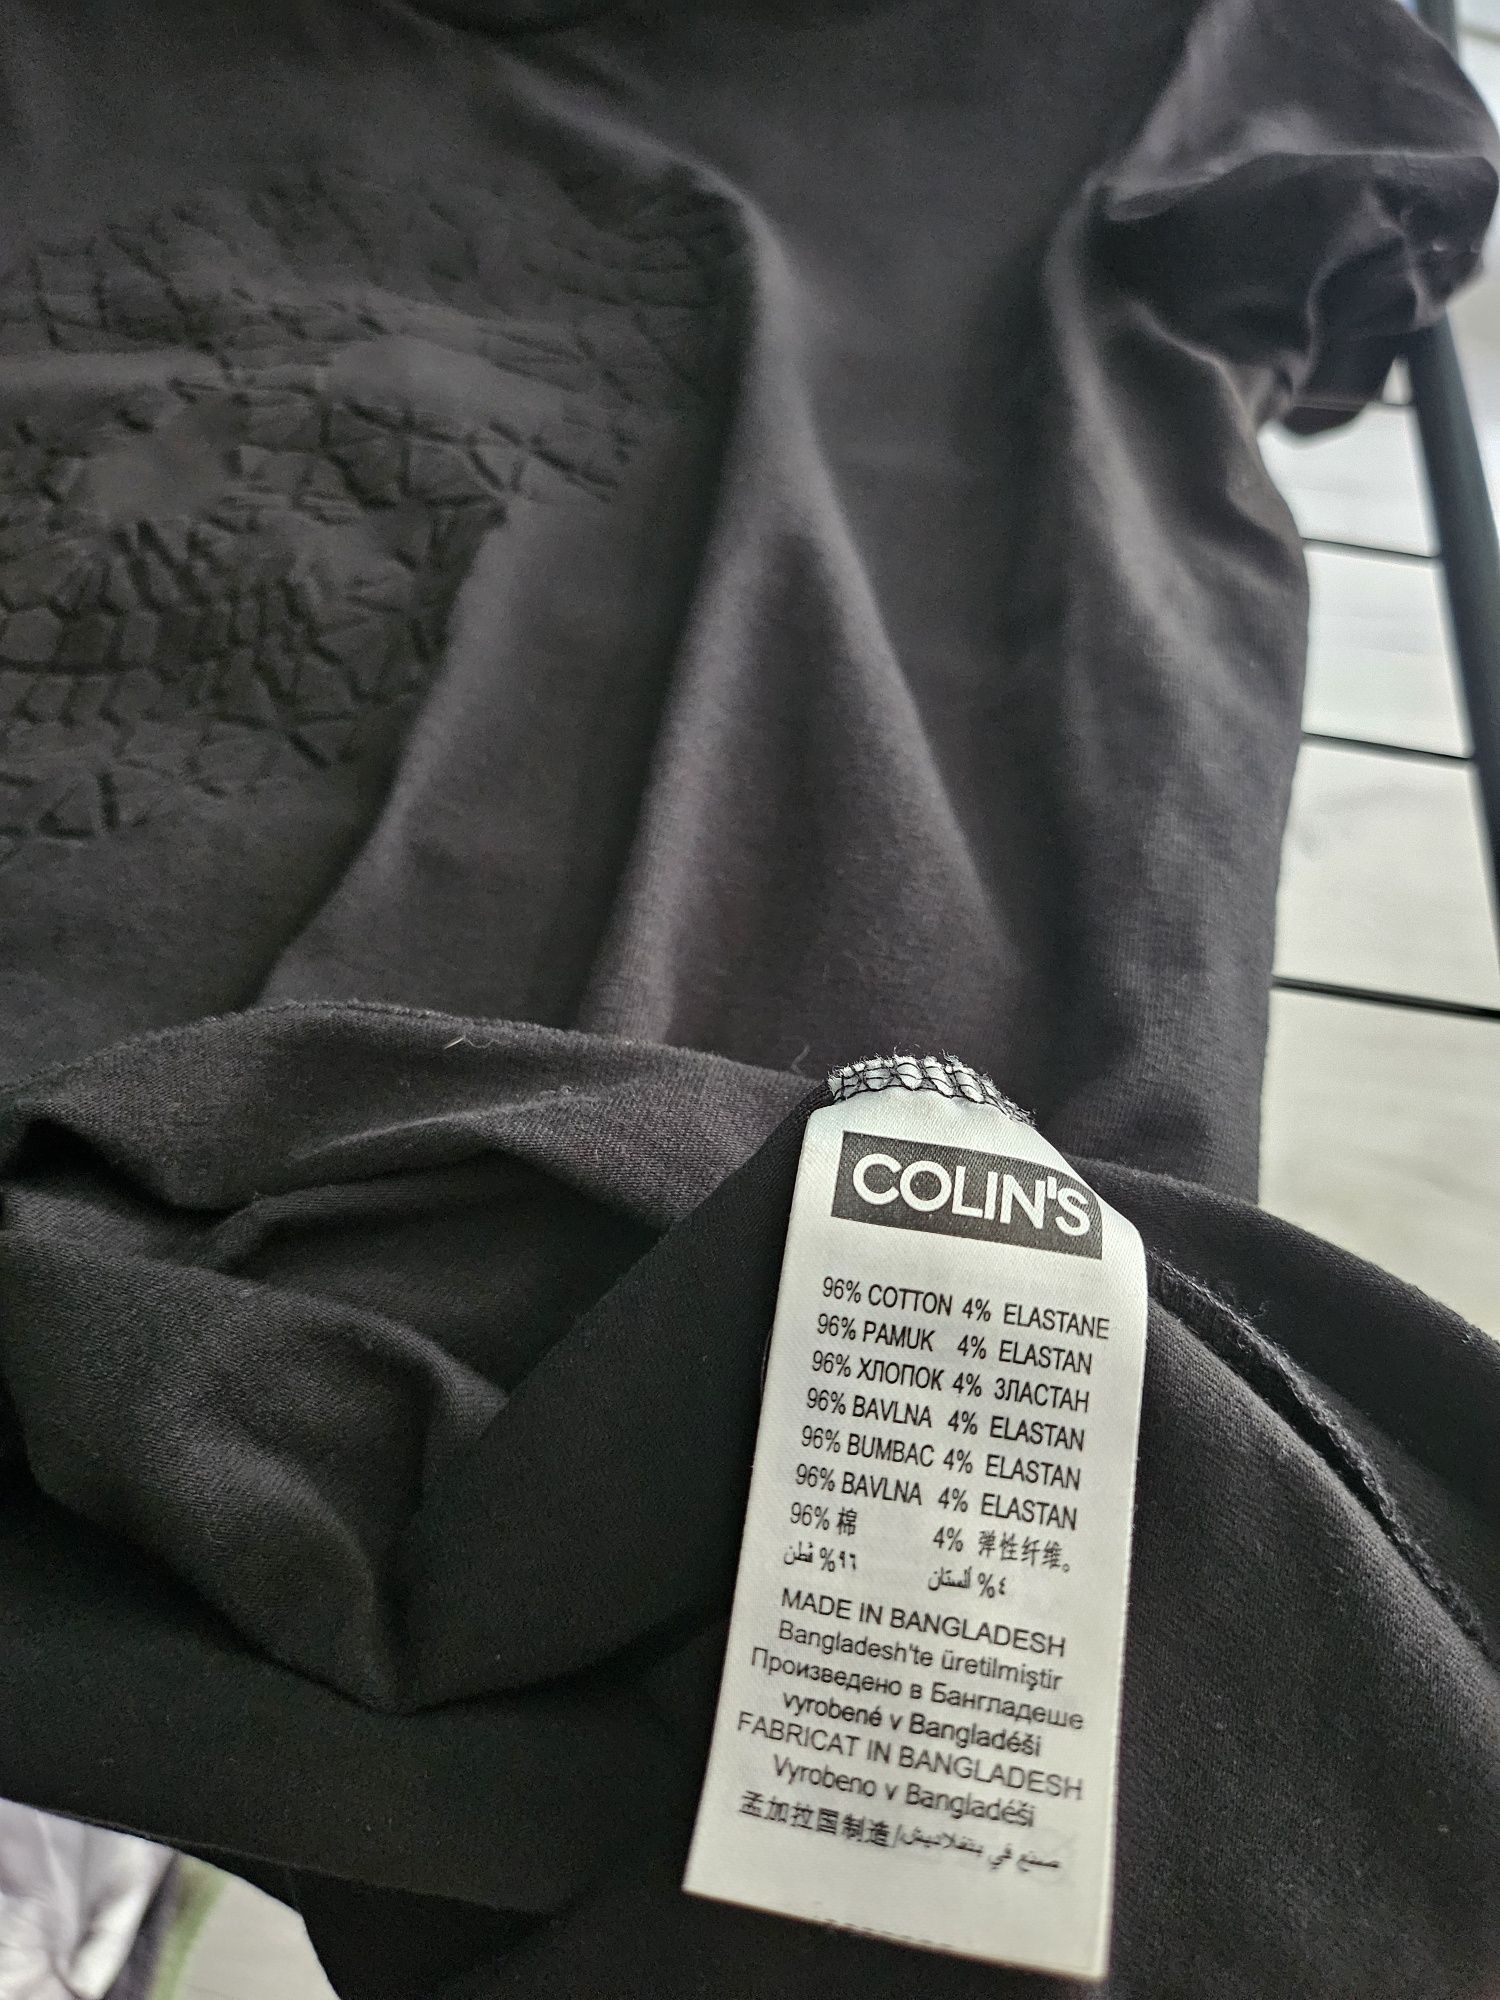 COLIN'S
96% COTTON 4% ELASTANE
96% PAMUK 4% ELASTAN
96% ХЛОПОК 4% ЗЛАСТАН
96% BAVLNA 4% ELASTAN
96% BUMBAC 4% ELASTAN
96% BAVLNA 4% ELASTAN
96% 棉 4% 弹性纤维。
٩٦% قطن ٤% ألستان
MADE IN BANGLADESH
Bangladesh'te üretilmiştir
Произведено в Бангладеше
vyrobené v Bangladéši
FABRICAT IN BANGLADESH
Vyrobeno v Bangladéši
孟加拉国制造/صنع في بنغلاديش